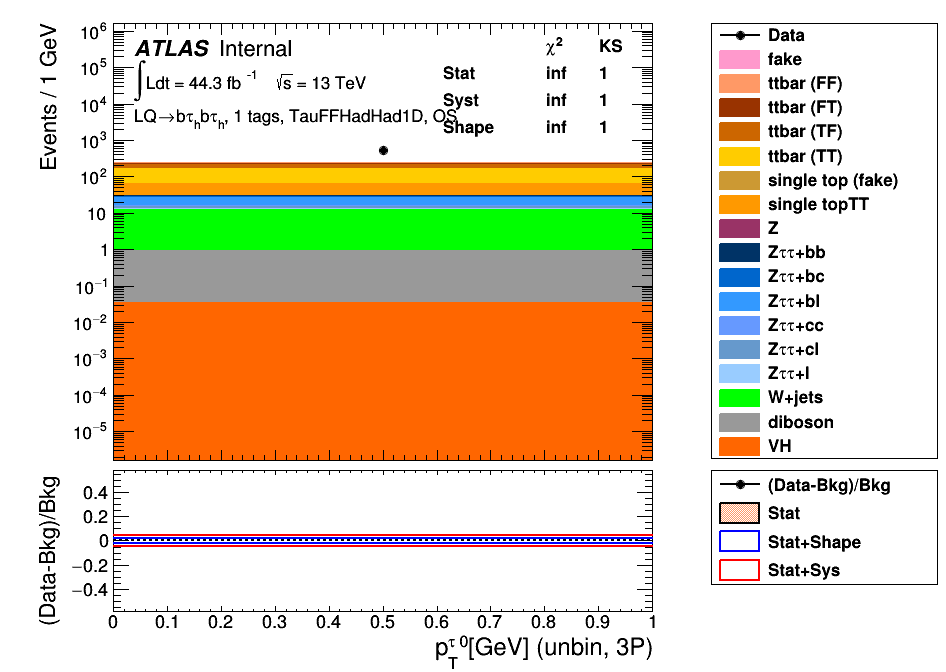 ATLAS Internal
∫Ldt = 44.3 fb⁻¹ √s = 13 TeV
LQ→bτₕbτₕ, 1 tags, TauFFHadHad1D, OS
χ² KS
Stat inf 1
Syst inf 1
Shape inf 1
Events / 1 GeV
10⁶
10⁵
10⁴
10³
10²
10
1
10⁻¹
10⁻²
10⁻³
10⁻⁴
10⁻⁵
Data
fake
ttbar (FF)
ttbar (FT)
ttbar (TF)
ttbar (TT)
single top (fake)
single topTT
Z
Zττ+bb
Zττ+bc
Zττ+bl
Zττ+cc
Zττ+cl
Zττ+l
W+jets
diboson
VH
(Data-Bkg)/Bkg
0.4
0.2
0
−0.2
−0.4
(Data-Bkg)/Bkg
Stat
Stat+Shape
Stat+Sys
0 0.1 0.2 0.3 0.4 0.5 0.6 0.7 0.8 0.9 1
p_T^τ 0[GeV] (unbin, 3P)